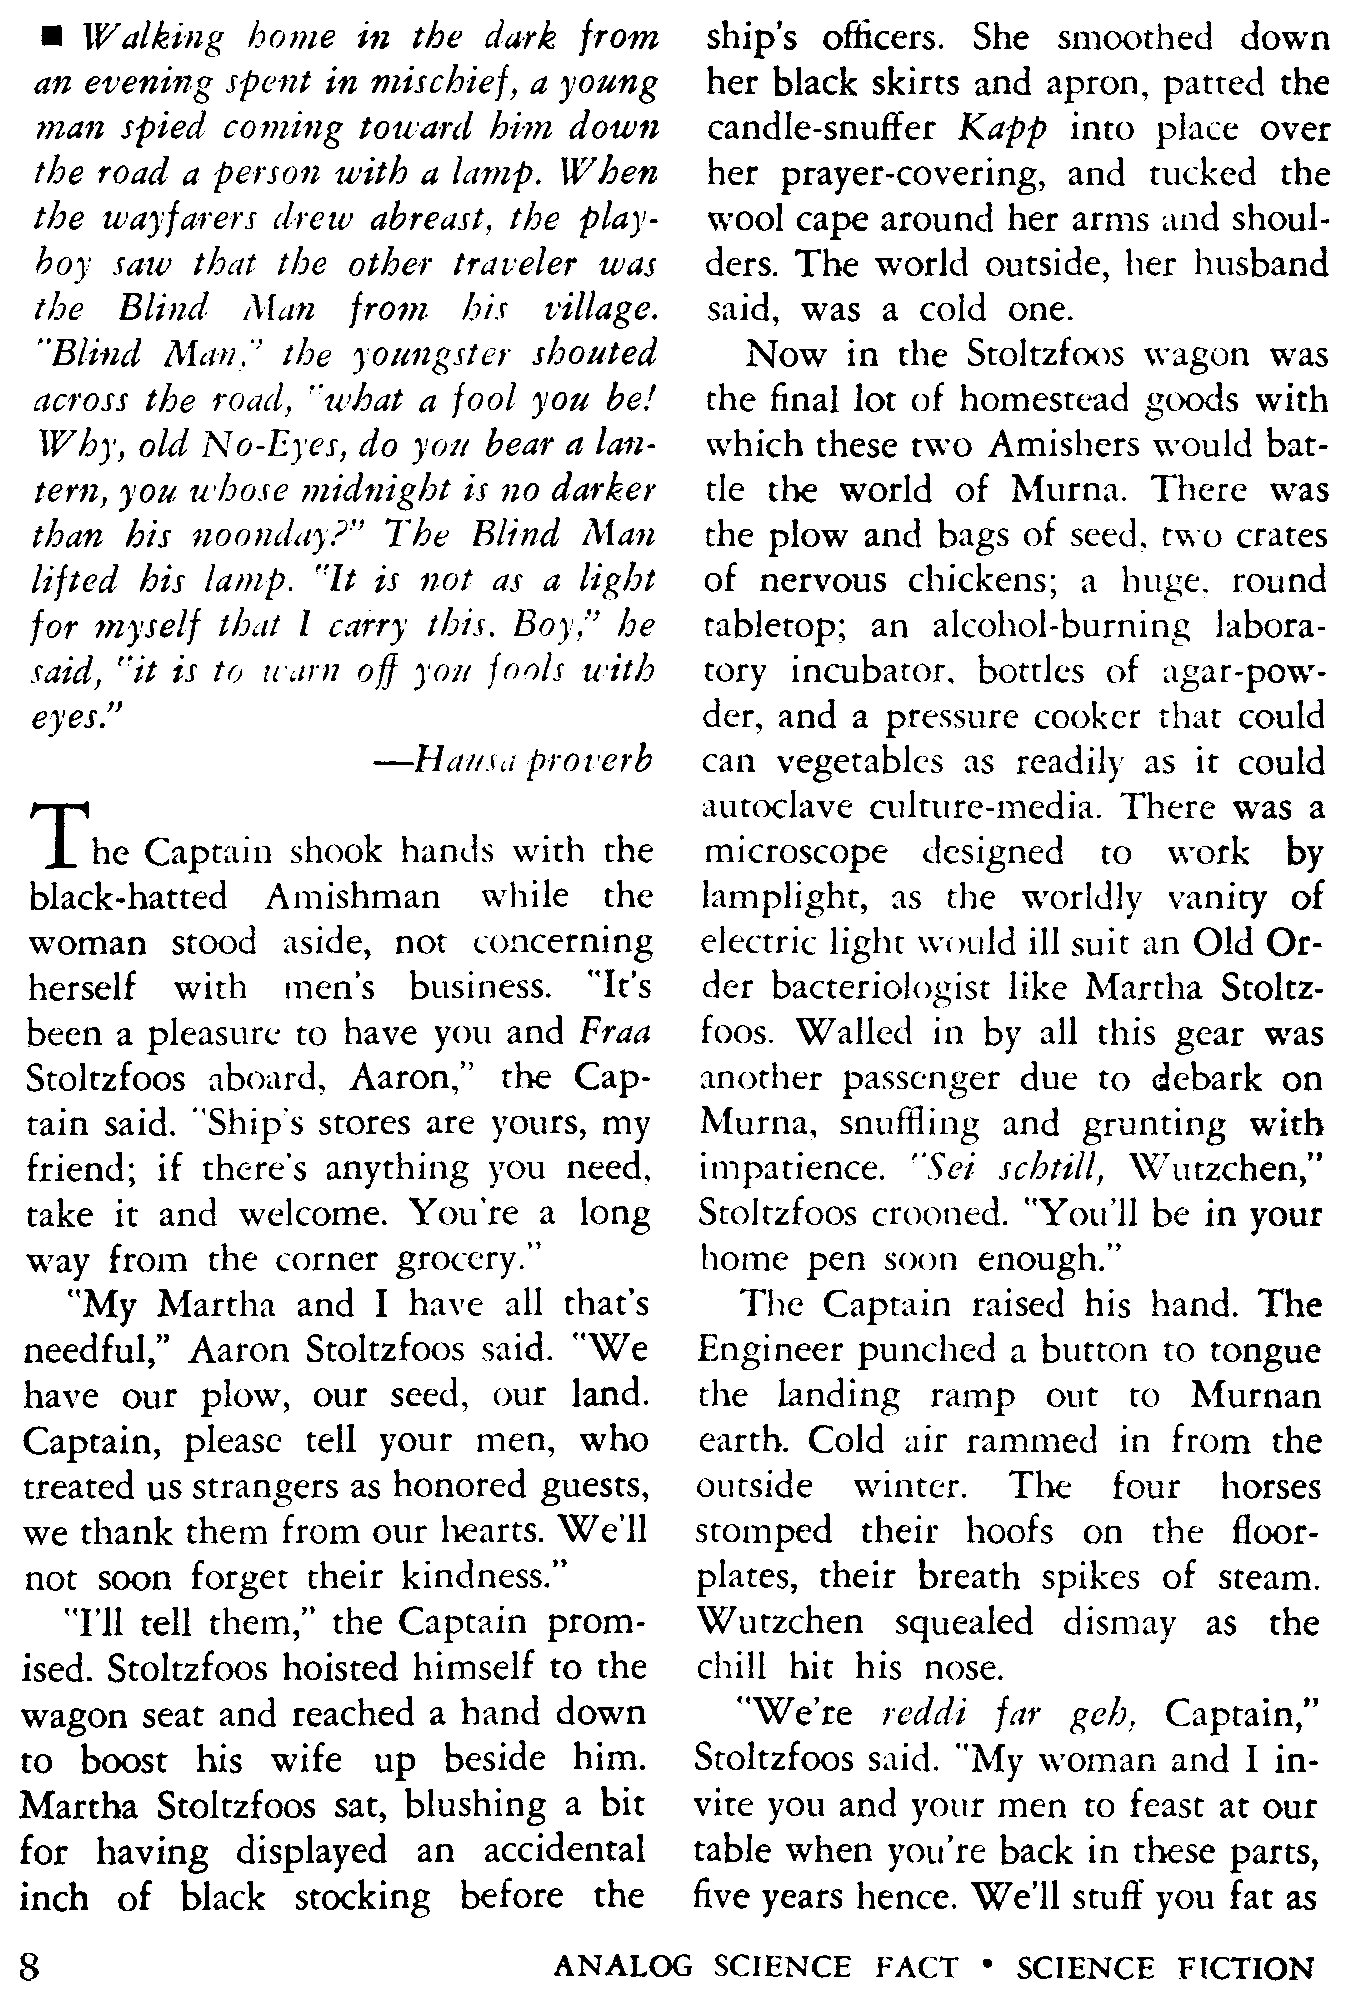 ■ Walking home in the dark from
an evening spent in mischief, a young
man spied coming toward him down
the road a person with a lamp. When
the wayfarers drew abreast, the play-
boy saw that the other traveler was
the Blind Man from his village.
"Blind Man," the youngster shouted
across the road, "what a fool you be!
Why, old No-Eyes, do you bear a lan-
tern, you whose midnight is no darker
than his noonday?" The Blind Man
lifted his lamp. "It is not as a light
for myself that I carry this. Boy," he
said, "it is to warn off you fools with
eyes."
—Hausa proverb
The Captain shook hands with the
black-hatted Amishman while the
woman stood aside, not concerning
herself with men's business. "It's
been a pleasure to have you and Fraa
Stoltzfoos aboard, Aaron," the Cap-
tain said. "Ship's stores are yours, my
friend; if there's anything you need,
take it and welcome. You're a long
way from the corner grocery."
"My Martha and I have all that's
needful," Aaron Stoltzfoos said. "We
have our plow, our seed, our land.
Captain, please tell your men, who
treated us strangers as honored guests,
we thank them from our hearts. We'll
not soon forget their kindness."
"I'll tell them," the Captain prom-
ised. Stoltzfoos hoisted himself to the
wagon seat and reached a hand down
to boost his wife up beside him.
Martha Stoltzfoos sat, blushing a bit
for having displayed an accidental
inch of black stocking before the
ship's officers. She smoothed down
her black skirts and apron, patted the
candle-snuffer Kapp into place over
her prayer-covering, and tucked the
wool cape around her arms and shoul-
ders. The world outside, her husband
said, was a cold one.
Now in the Stoltzfoos wagon was
the final lot of homestead goods with
which these two Amishers would bat-
tle the world of Murna. There was
the plow and bags of seed, two crates
of nervous chickens; a huge, round
tabletop; an alcohol-burning labora-
tory incubator, bottles of agar-pow-
der, and a pressure cooker that could
can vegetables as readily as it could
autoclave culture-media. There was a
microscope designed to work by
lamplight, as the worldly vanity of
electric light would ill suit an Old Or-
der bacteriologist like Martha Stoltz-
foos. Walled in by all this gear was
another passenger due to debark on
Murna, snuffling and grunting with
impatience. "Sei schtill, Wutzchen,"
Stoltzfoos crooned. "You'll be in your
home pen soon enough."
The Captain raised his hand. The
Engineer punched a button to tongue
the landing ramp out to Murnan
earth. Cold air rammed in from the
outside winter. The four horses
stomped their hoofs on the floor-
plates, their breath spikes of steam.
Wutzchen squealed dismay as the
chill hit his nose.
"We're reddi far geh, Captain,"
Stoltzfoos said. "My woman and I in-
vite you and your men to feast at our
table when you're back in these parts,
five years hence. We'll stuff you fat as
8
ANALOG SCIENCE FACT • SCIENCE FICTION